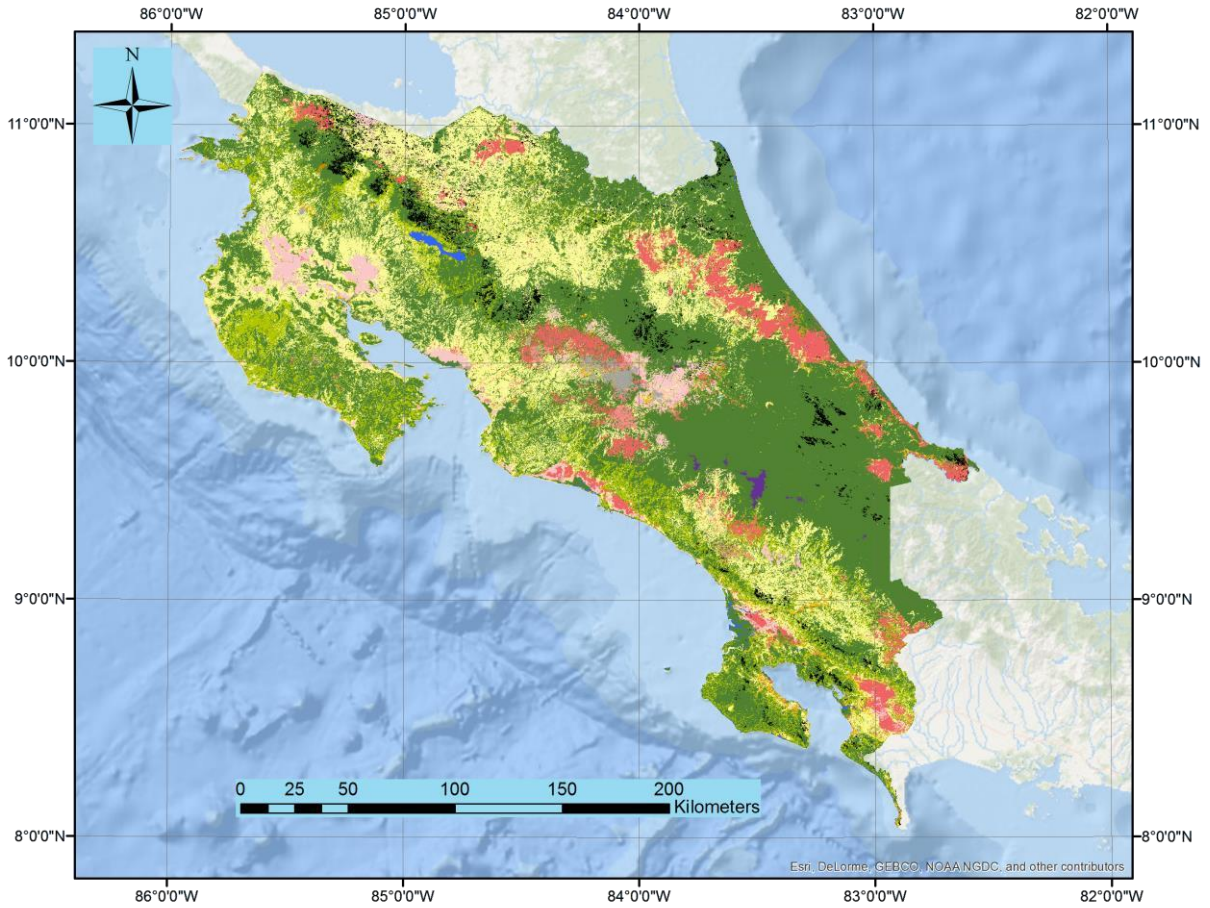 86°0'0"W 85°0'0"W 84°0'0"W 83°0'0"W 82°0'0"W
N
11°0'0"N 11°0'0"N
10°0'0"N 10°0'0"N
9°0'0"N 9°0'0"N
0 25 50 100 150 200
Kilometers
8°0'0"N 8°0'0"N
Esri, DeLorme, GEBCO, NOAA NGDC, and other contributors
86°0'0"W 85°0'0"W 84°0'0"W 83°0'0"W 82°0'0"W